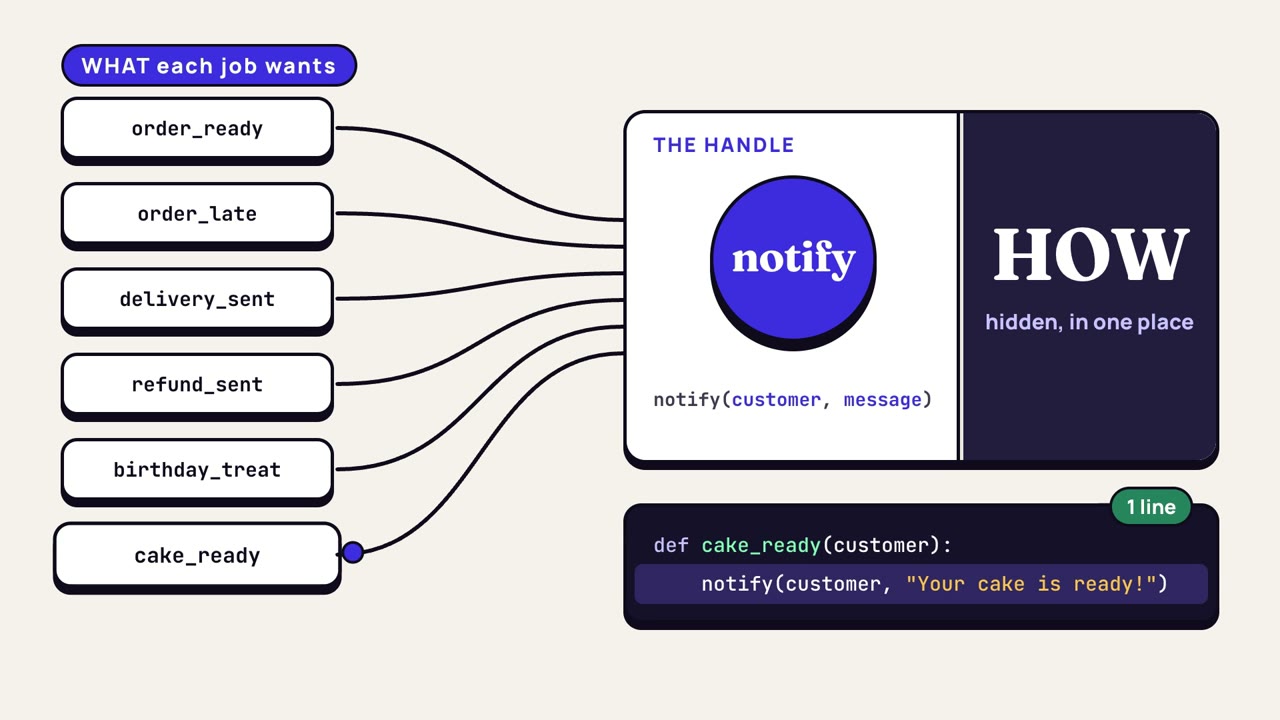 WHAT each job wants
order_ready
order_late
delivery_sent
refund_sent
birthday_treat
cake_ready
THE HANDLE
notify
notify(customer, message)
HOW
hidden, in one place
1 line
def cake_ready(customer):
notify(customer, "Your cake is ready!")